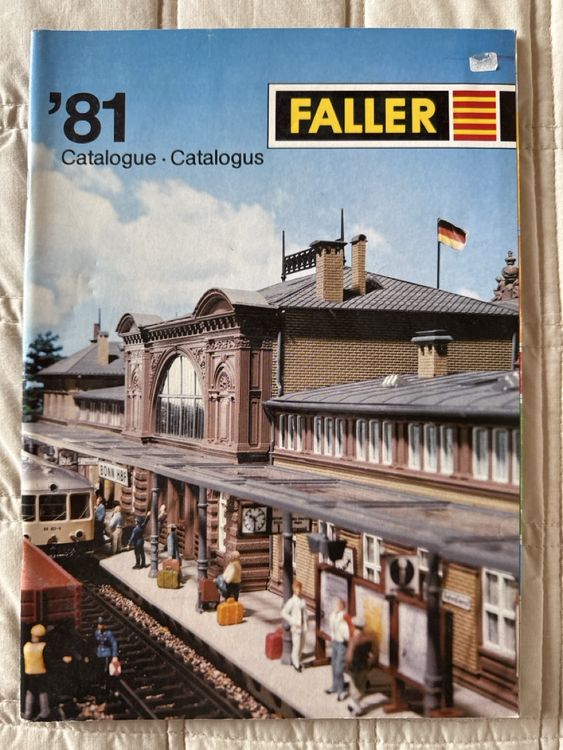 '81
FALLER
Catalogue · Catalogus
BONN HBF